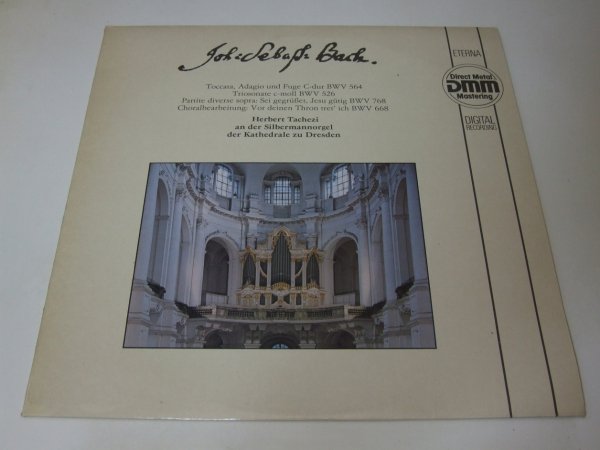 Joh. Sebast. Bach.
Toccata, Adagio und Fuge C-dur BWV 564
Triosonate c-moll BWV 526
Partite diverse sopra: Sei gegrüßet, Jesu gütig BWV 768
Choralbearbeitung: Vor deinen Thron tret' ich BWV 668
Herbert Tachezi
an der Silbermannorgel
der Kathedrale zu Dresden
ETERNA
Direct Metal
DMM
Mastering
DIGITAL
RECORDING